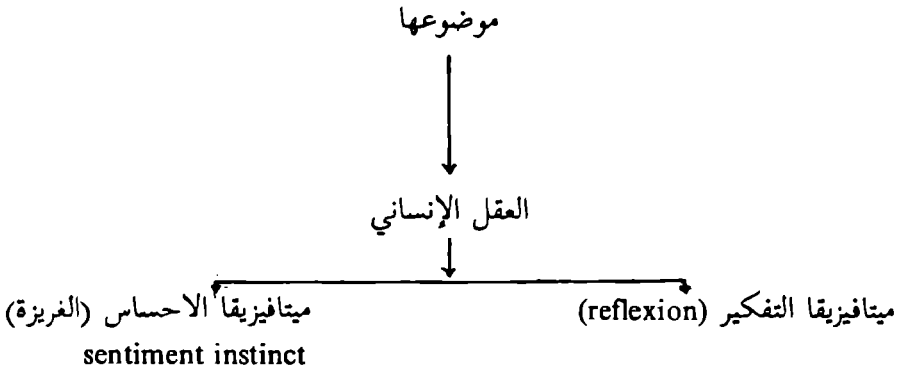 موضوعها
العقل الإنساني
ميتافيزيقا التفكير (reflexion)
ميتافيزيقا الاحساس (الغريزة)
sentiment instinct